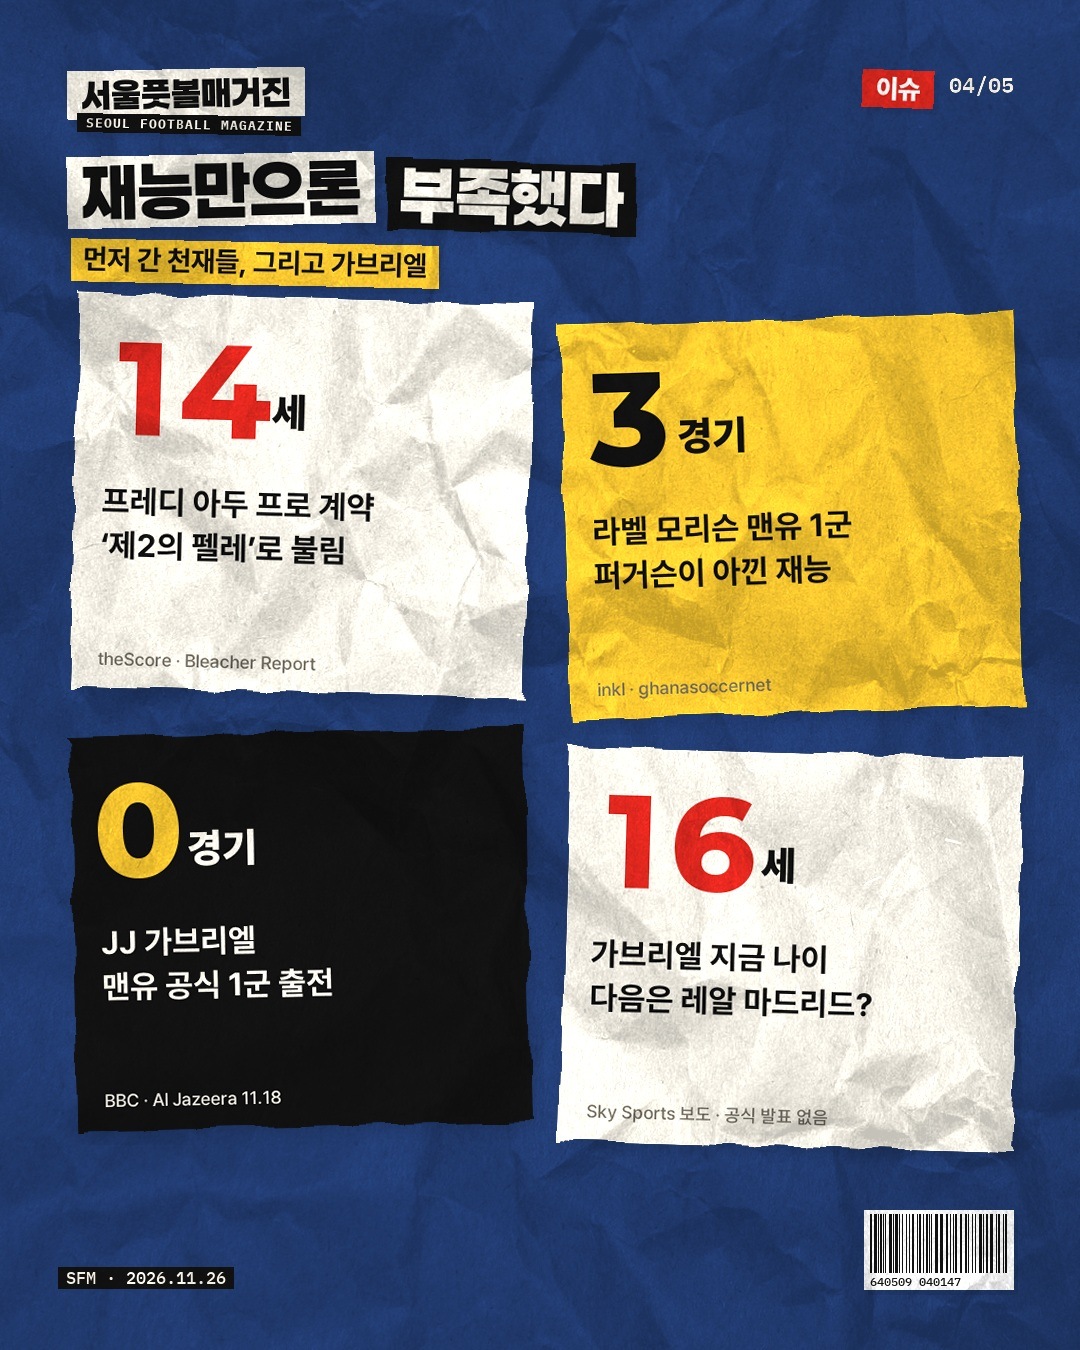 서울풋볼매거진
SEOUL FOOTBALL MAGAZINE
이슈 04/05
재능만으론 부족했다
먼저 간 천재들, 그리고 가브리엘
14세
프레디 아두 프로 계약
‘제2의 펠레’로 불림
theScore · Bleacher Report
3 경기
라벨 모리슨 맨유 1군
퍼거슨이 아낀 재능
inkl · ghanasoccernet
0 경기
JJ 가브리엘
맨유 공식 1군 출전
BBC · Al Jazeera 11.18
16세
가브리엘 지금 나이
다음은 레알 마드리드?
Sky Sports 보도 · 공식 발표 없음
SFM · 2026.11.26
640509 040147